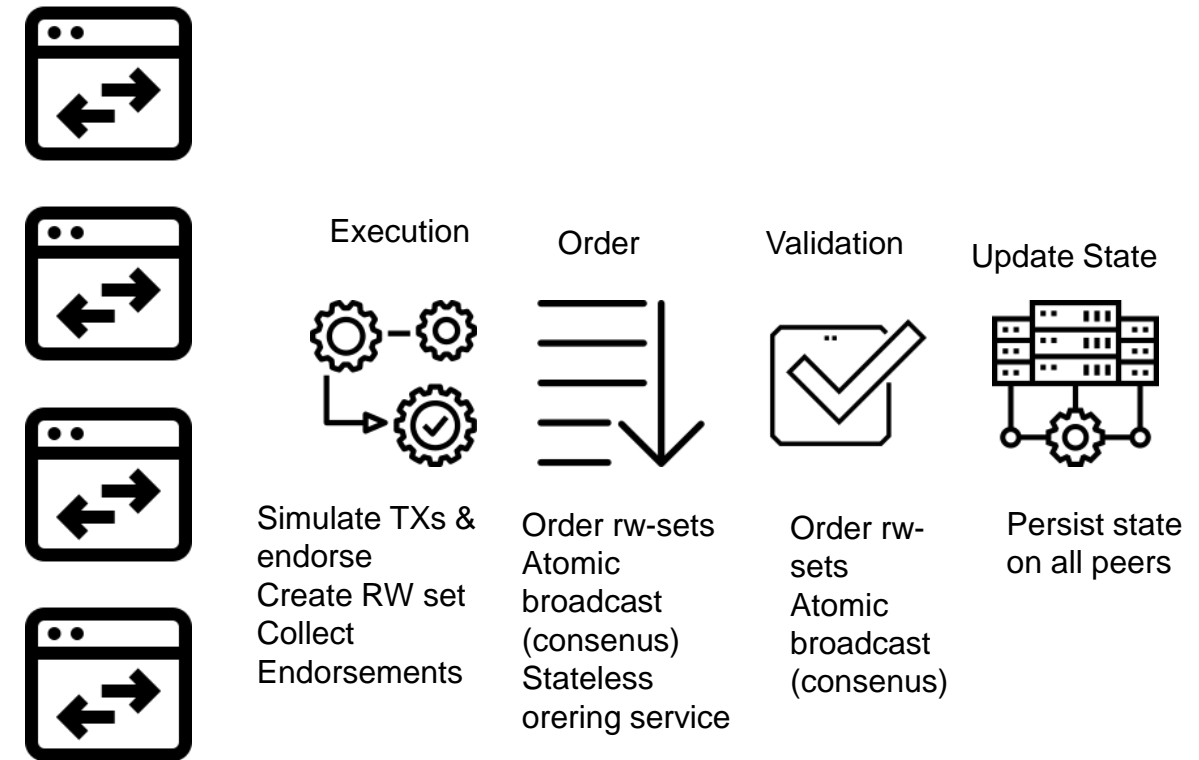 Execution
Order
Validation
Update State
Simulate TXs &
endorse
Create RW set
Collect
Endorsements
Order rw-sets
Atomic
broadcast
(consenus)
Stateless
orering service
Order rw-
sets
Atomic
broadcast
(consenus)
Persist state
on all peers